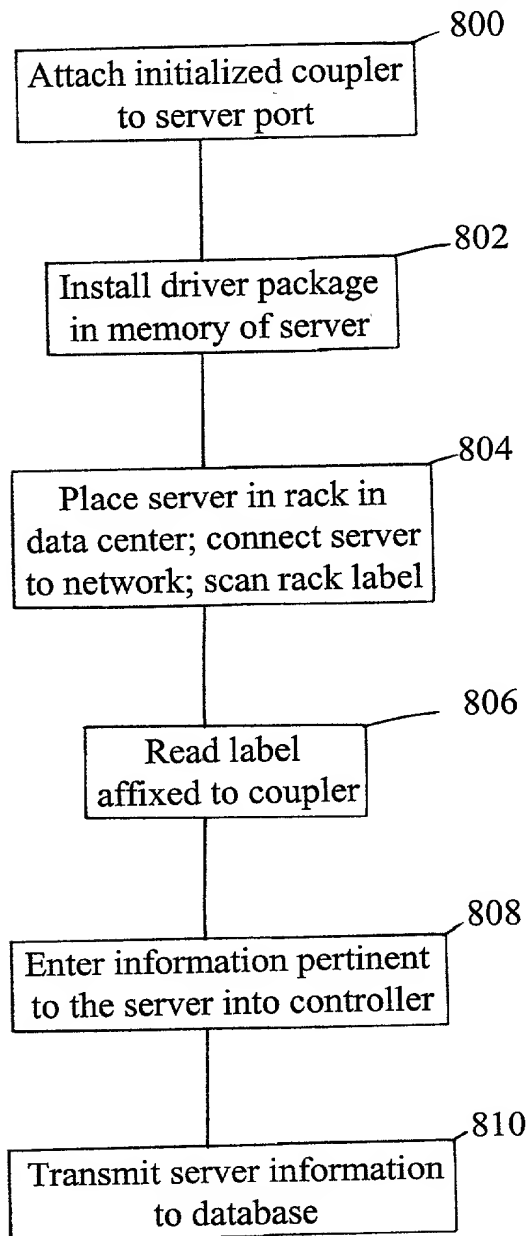 800
Attach initialized coupler
to server port
802
Install driver package
in memory of server
804
Place server in rack in
data center; connect server
to network; scan rack label
806
Read label
affixed to coupler
808
Enter information pertinent
to the server into controller
810
Transmit server information
to database